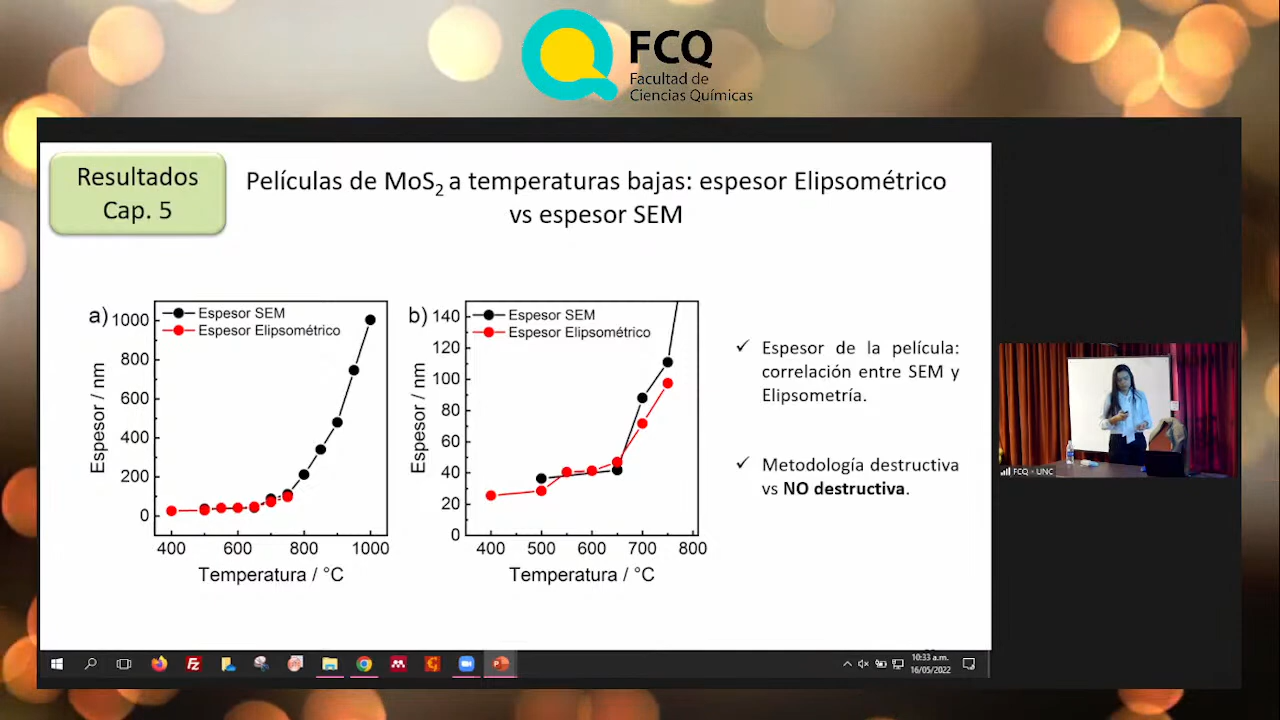 FCQ
Facultad de
Ciencias Químicas
Resultados
Cap. 5
Películas de MoS2 a temperaturas bajas: espesor Elipsométrico
vs espesor SEM
a)
Espesor SEM
Espesor Elipsométrico
1000
800
600
400
200
0
Espesor / nm
400 600 800 1000
Temperatura / °C
b)
Espesor SEM
Espesor Elipsométrico
140
120
100
80
60
40
20
0
Espesor / nm
400 500 600 700 800
Temperatura / °C
✓ Espesor de la película:
correlación entre SEM y
Elipsometría.
✓ Metodología destructiva
vs NO destructiva.
FCQ - UNC
10:33 a.m.
16/05/2022